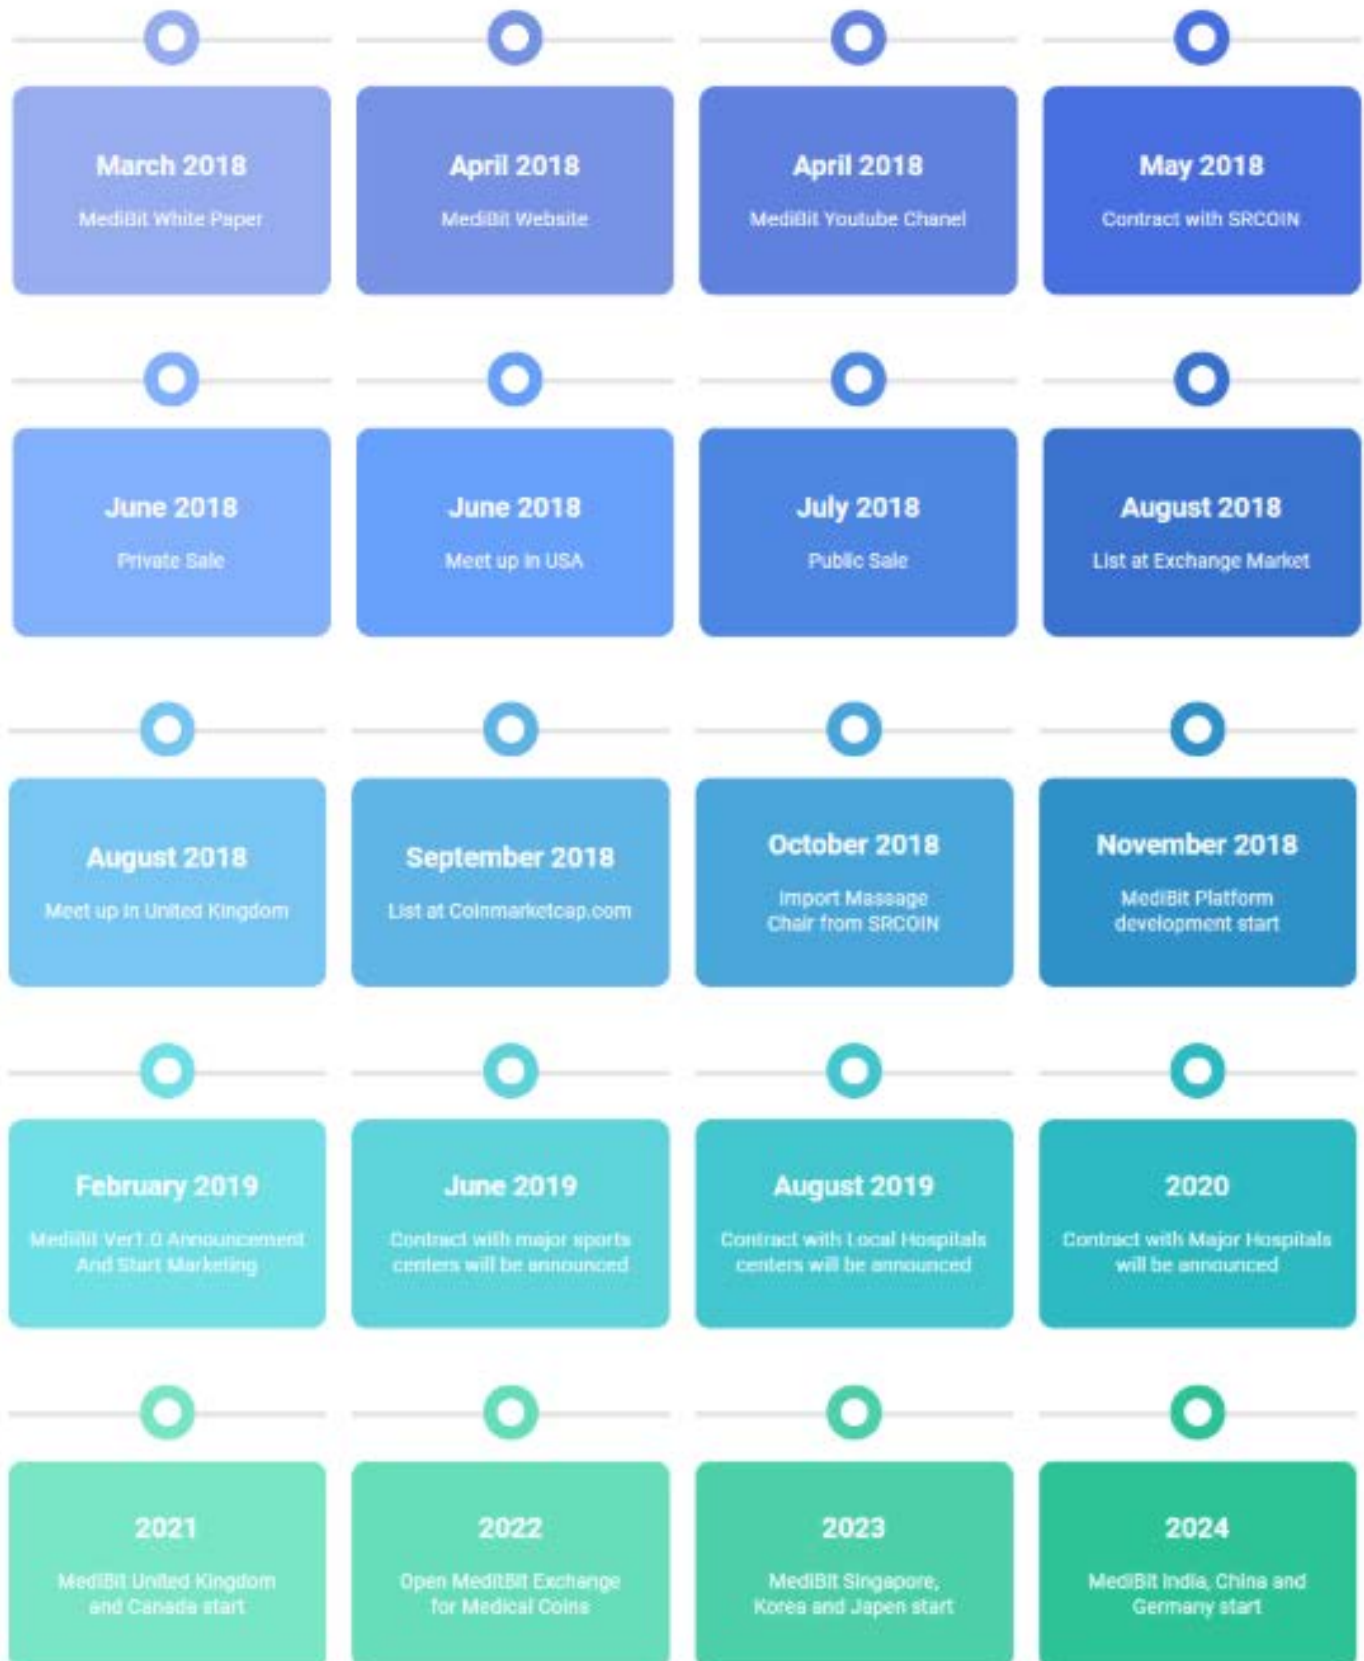 March 2018
MediBit White Paper
April 2018
MediBit Website
April 2018
MediBit Youtube Chanel
May 2018
Contract with SRCOIN
June 2018
Private Sale
June 2018
Meet up in USA
July 2018
Public Sale
August 2018
List at Exchange Market
August 2018
Meet up in United Kingdom
September 2018
List at Coinmarketcap.com
October 2018
Import Massage
Chair from SRCOIN
November 2018
MediBit Platform
development start
February 2019
MediBit Ver1.0 Announcement
And Start Marketing
June 2019
Contract with major sports
centers will be announced
August 2019
Contract with Local Hospitals
centers will be announced
2020
Contract with Major Hospitals
will be announced
2021
MediBit United Kingdom
and Canada start
2022
Open MeditBit Exchange
for Medical Coins
2023
MediBit Singapore,
Korea and Japen start
2024
MediBit India, China and
Germany start